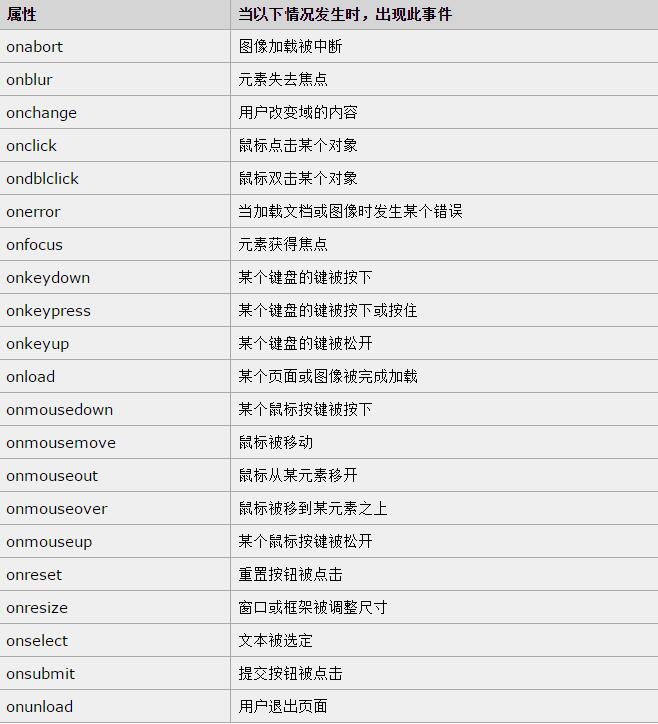 属性 当以下情况发生时，出现此事件
onabort 图像加载被中断
onblur 元素失去焦点
onchange 用户改变域的内容
onclick 鼠标点击某个对象
ondblclick 鼠标双击某个对象
onerror 当加载文档或图像时发生某个错误
onfocus 元素获得焦点
onkeydown 某个键盘的键被按下
onkeypress 某个键盘的键被按下或按住
onkeyup 某个键盘的键被松开
onload 某个页面或图像被完成加载
onmousedown 某个鼠标按键被按下
onmousemove 鼠标被移动
onmouseout 鼠标从某元素移开
onmouseover 鼠标被移到某元素之上
onmouseup 某个鼠标按键被松开
onreset 重置按钮被点击
onresize 窗口或框架被调整尺寸
onselect 文本被选定
onsubmit 提交按钮被点击
onunload 用户退出页面